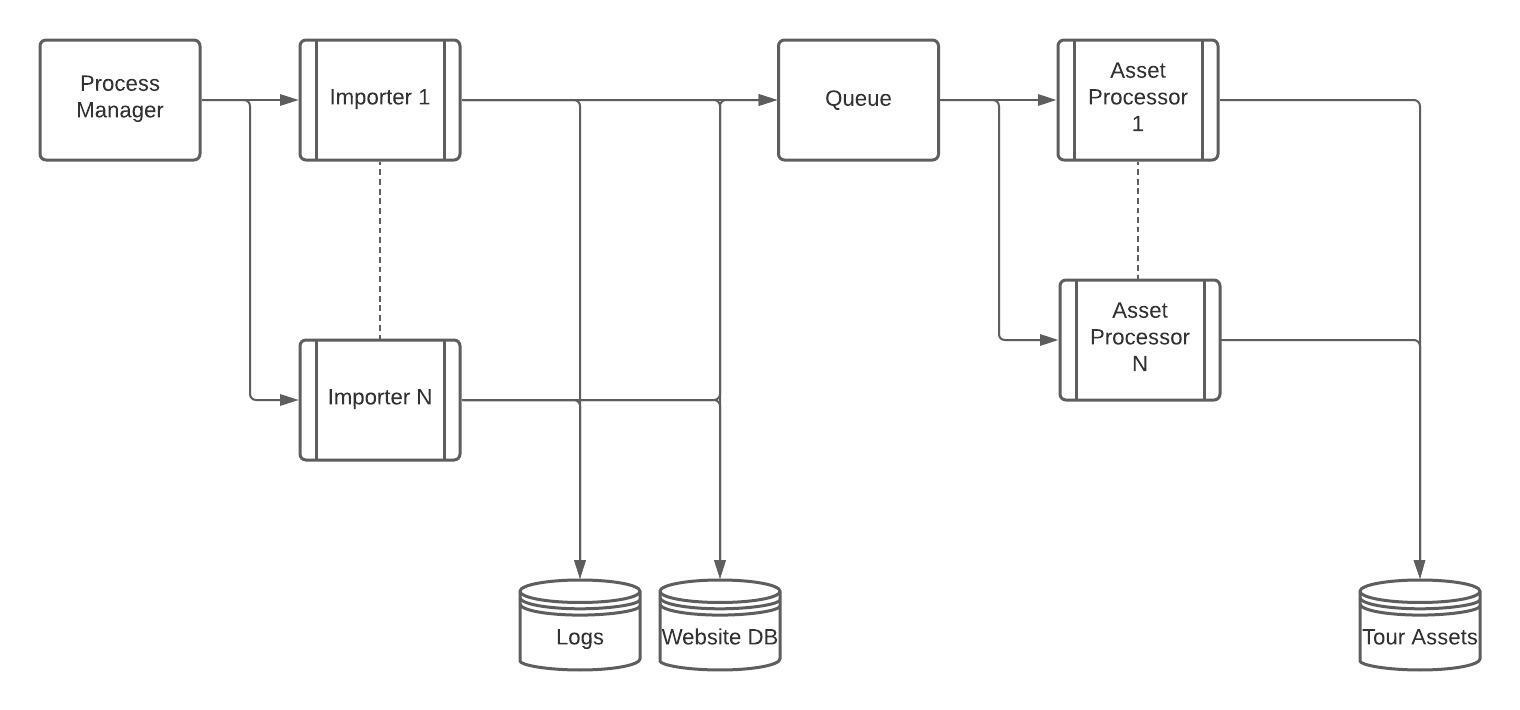 Process
Manager
Importer 1
Queue
Asset
Processor
1
Importer N
Asset
Processor
N
Logs
Website DB
Tour Assets